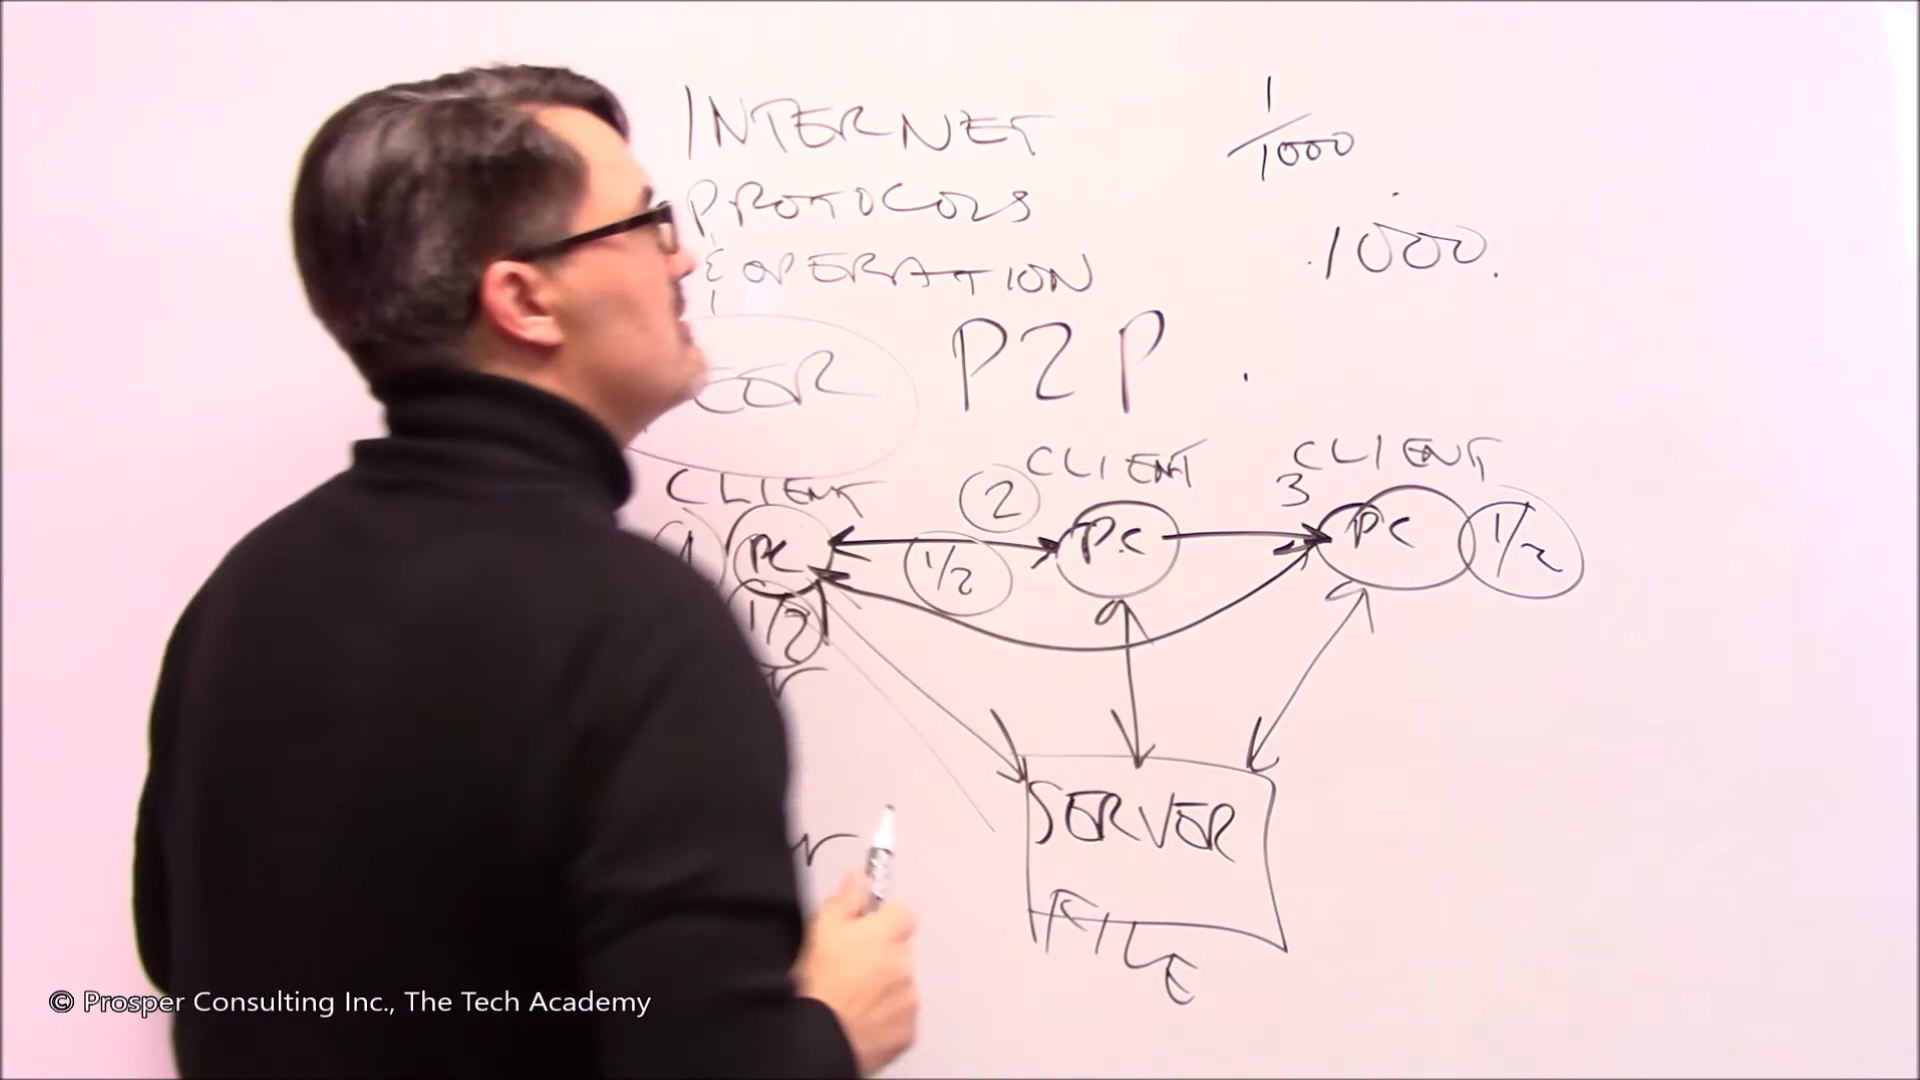 INTERNET
PROTOCOLS
& OPERATION
1/1000
.1000.
P2P
CLIENT
CLIENT
CLIENT
2
3
PC
PC
PC
1/2
1/2
1/2
SERVER
FILE
© Prosper Consulting Inc., The Tech Academy